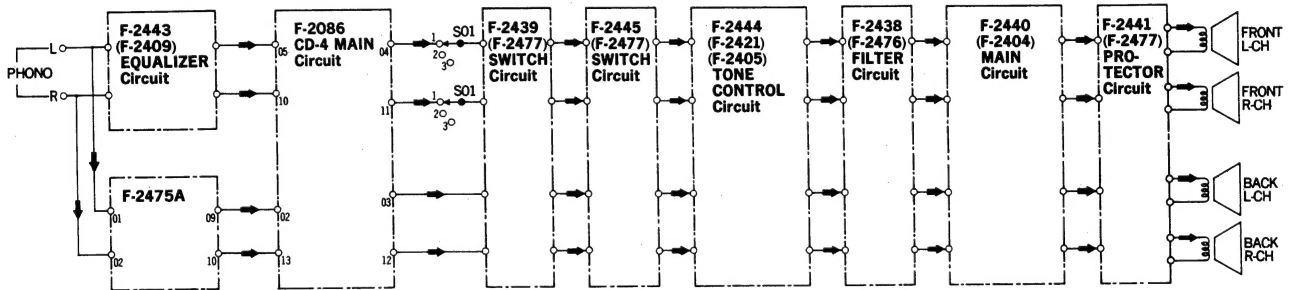 PHONO
L
R
F-2443
(F-2409)
EQUALIZER
Circuit
F-2475A
01
02
09
10
F-2086
CD-4 MAIN
Circuit
05
10
02
13
04
11
03
12
1
2
3
S01
1
2
3
S01
F-2439
(F-2477)
SWITCH
Circuit
F-2445
(F-2477)
SWITCH
Circuit
F-2444
(F-2421)
(F-2405)
TONE
CONTROL
Circuit
F-2438
(F-2476)
FILTER
Circuit
F-2440
(F-2404)
MAIN
Circuit
F-2441
(F-2477)
PRO-
TECTOR
Circuit
FRONT
L-CH
FRONT
R-CH
BACK
L-CH
BACK
R-CH